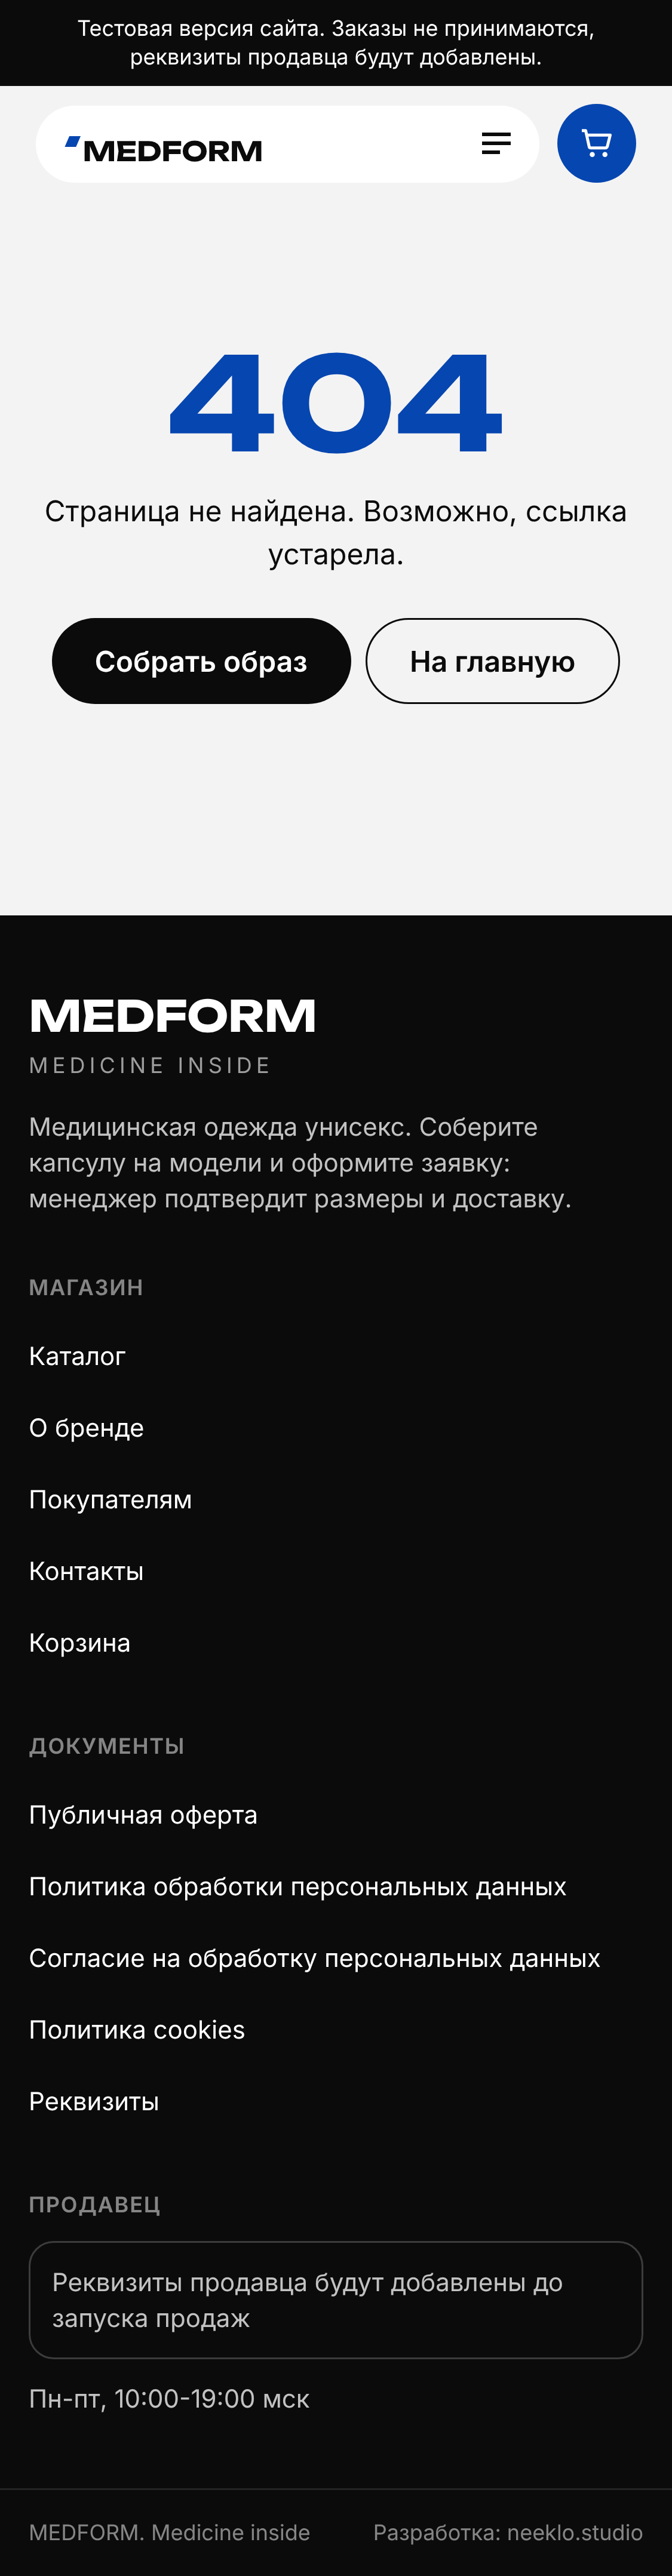 Тестовая версия сайта. Заказы не принимаются,
реквизиты продавца будут добавлены.
MEDFORM
404
Страница не найдена. Возможно, ссылка
устарела.
Собрать образ
На главную
MEDFORM
MEDICINE INSIDE
Медицинская одежда унисекс. Соберите
капсулу на модели и оформите заявку:
менеджер подтвердит размеры и доставку.
МАГАЗИН
Каталог
О бренде
Покупателям
Контакты
Корзина
ДОКУМЕНТЫ
Публичная оферта
Политика обработки персональных данных
Согласие на обработку персональных данных
Политика cookies
Реквизиты
ПРОДАВЕЦ
Реквизиты продавца будут добавлены до
запуска продаж
Пн-пт, 10:00-19:00 мск
MEDFORM. Medicine inside
Разработка: neeklo.studio